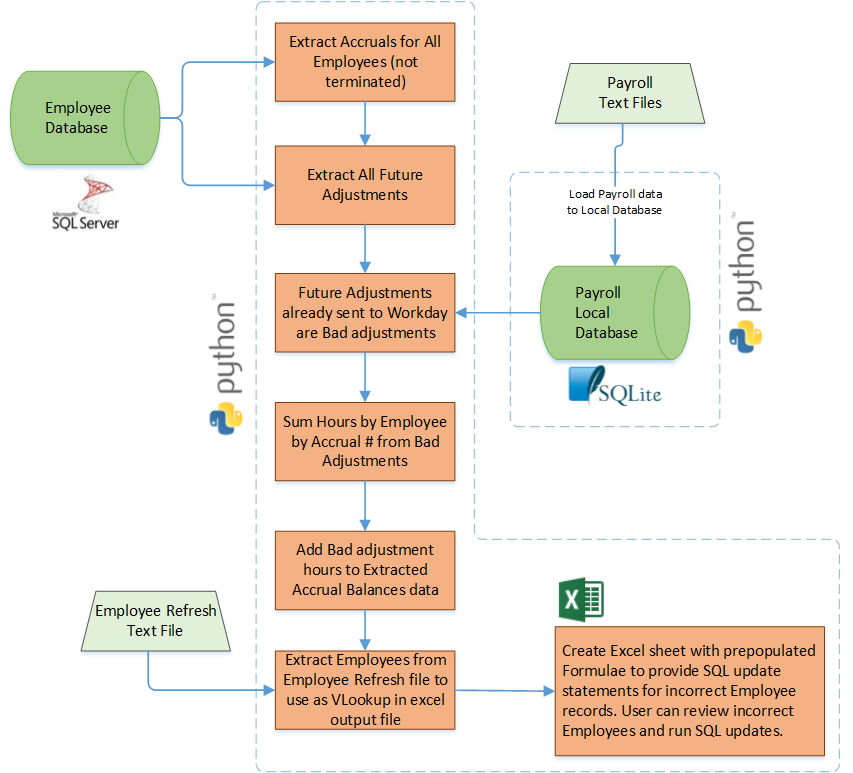 Extract Accruals for All
Employees (not
terminated)
Employee
Database
Microsoft®
SQL Server
Payroll
Text Files
Extract All Future
Adjustments
Load Payroll data
to Local Database
Future Adjustments
already sent to Workday
are Bad adjustments
Payroll
Local
Database
SQLite
python™
python™
Sum Hours by Employee
by Accrual # from Bad
Adjustments
Add Bad adjustment
hours to Extracted
Accrual Balances data
Employee Refresh
Text File
Extract Employees from
Employee Refresh file to
use as VLookup in excel
output file
X
Create Excel sheet with prepopulated
Formulae to provide SQL update
statements for incorrect Employee
records. User can review incorrect
Employees and run SQL updates.